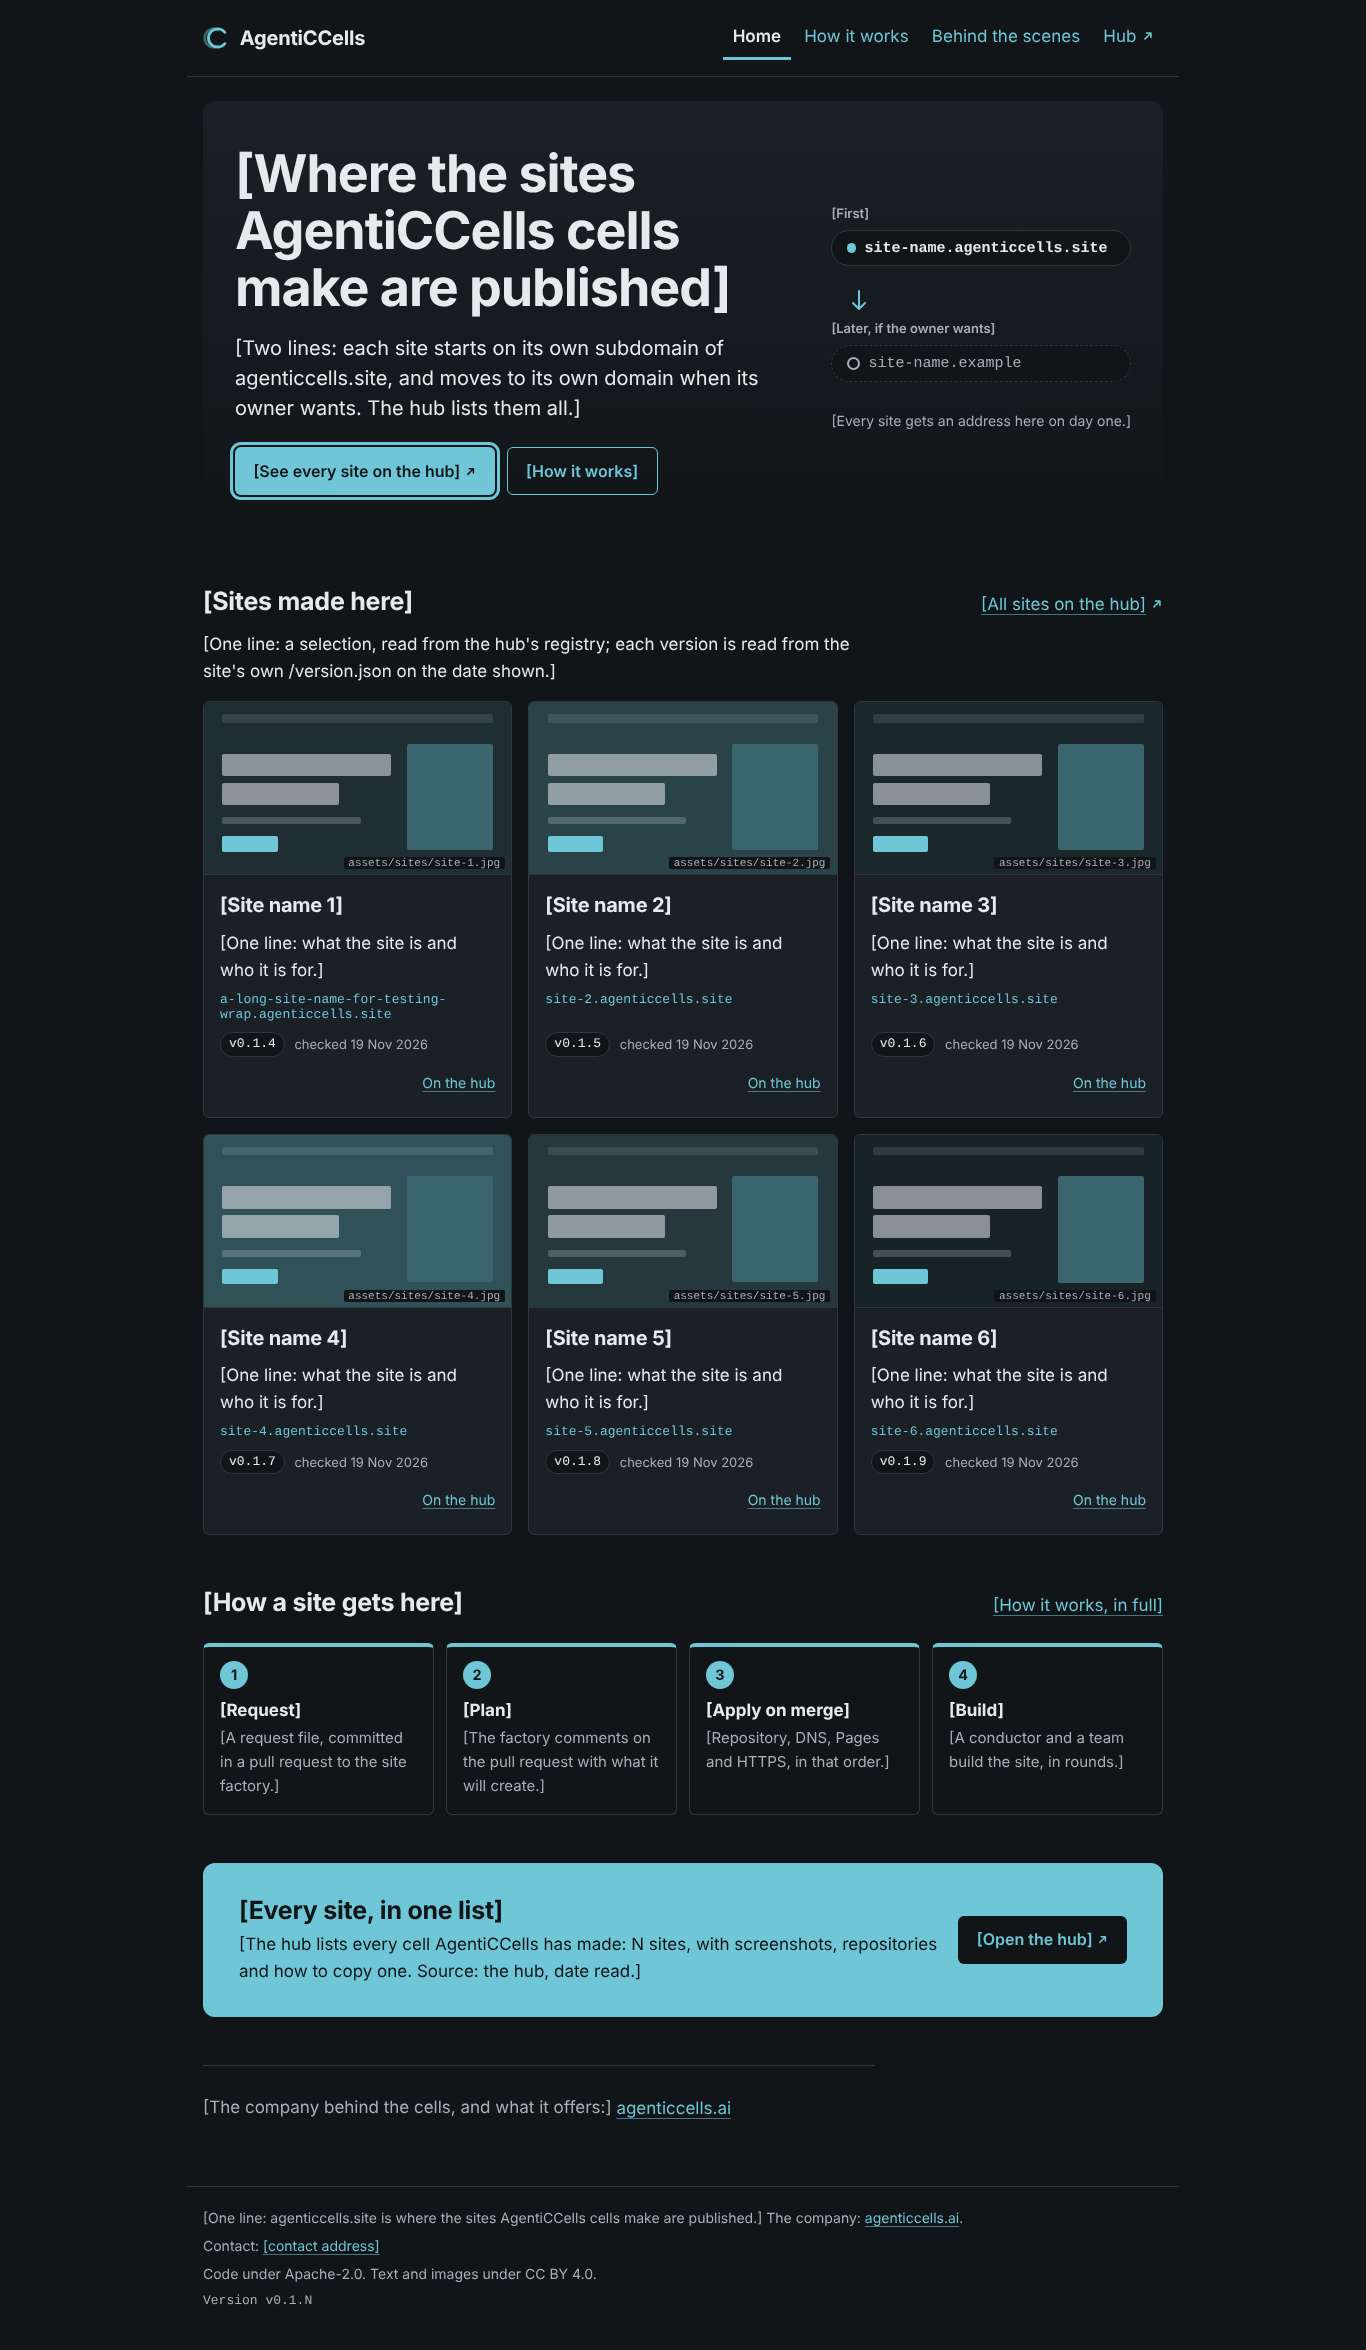 AgentiCCells
Home
How it works
Behind the scenes
Hub ↗
[Where the sites
AgentiCCells cells
make are published]
[Two lines: each site starts on its own subdomain of
agenticcells.site, and moves to its own domain when its
owner wants. The hub lists them all.]
[See every site on the hub] ↗
[How it works]
[First]
site-name.agenticcells.site
[Later, if the owner wants]
site-name.example
[Every site gets an address here on day one.]
[Sites made here]
[All sites on the hub] ↗
[One line: a selection, read from the hub's registry; each version is read from the
site's own /version.json on the date shown.]
assets/sites/site-1.jpg
[Site name 1]
[One line: what the site is and
who it is for.]
a-long-site-name-for-testing-
wrap.agenticcells.site
v0.1.4 checked 19 Nov 2026
On the hub
assets/sites/site-2.jpg
[Site name 2]
[One line: what the site is and
who it is for.]
site-2.agenticcells.site
v0.1.5 checked 19 Nov 2026
On the hub
assets/sites/site-3.jpg
[Site name 3]
[One line: what the site is and
who it is for.]
site-3.agenticcells.site
v0.1.6 checked 19 Nov 2026
On the hub
assets/sites/site-4.jpg
[Site name 4]
[One line: what the site is and
who it is for.]
site-4.agenticcells.site
v0.1.7 checked 19 Nov 2026
On the hub
assets/sites/site-5.jpg
[Site name 5]
[One line: what the site is and
who it is for.]
site-5.agenticcells.site
v0.1.8 checked 19 Nov 2026
On the hub
assets/sites/site-6.jpg
[Site name 6]
[One line: what the site is and
who it is for.]
site-6.agenticcells.site
v0.1.9 checked 19 Nov 2026
On the hub
[How a site gets here]
[How it works, in full]
1
[Request]
[A request file, committed
in a pull request to the site
factory.]
2
[Plan]
[The factory comments on
the pull request with what it
will create.]
3
[Apply on merge]
[Repository, DNS, Pages
and HTTPS, in that order.]
4
[Build]
[A conductor and a team
build the site, in rounds.]
[Every site, in one list]
[The hub lists every cell AgentiCCells has made: N sites, with screenshots, repositories
and how to copy one. Source: the hub, date read.]
[Open the hub] ↗
[The company behind the cells, and what it offers:] agenticcells.ai
[One line: agenticcells.site is where the sites AgentiCCells cells make are published.] The company: agenticcells.ai.
Contact: [contact address]
Code under Apache-2.0. Text and images under CC BY 4.0.
Version v0.1.N